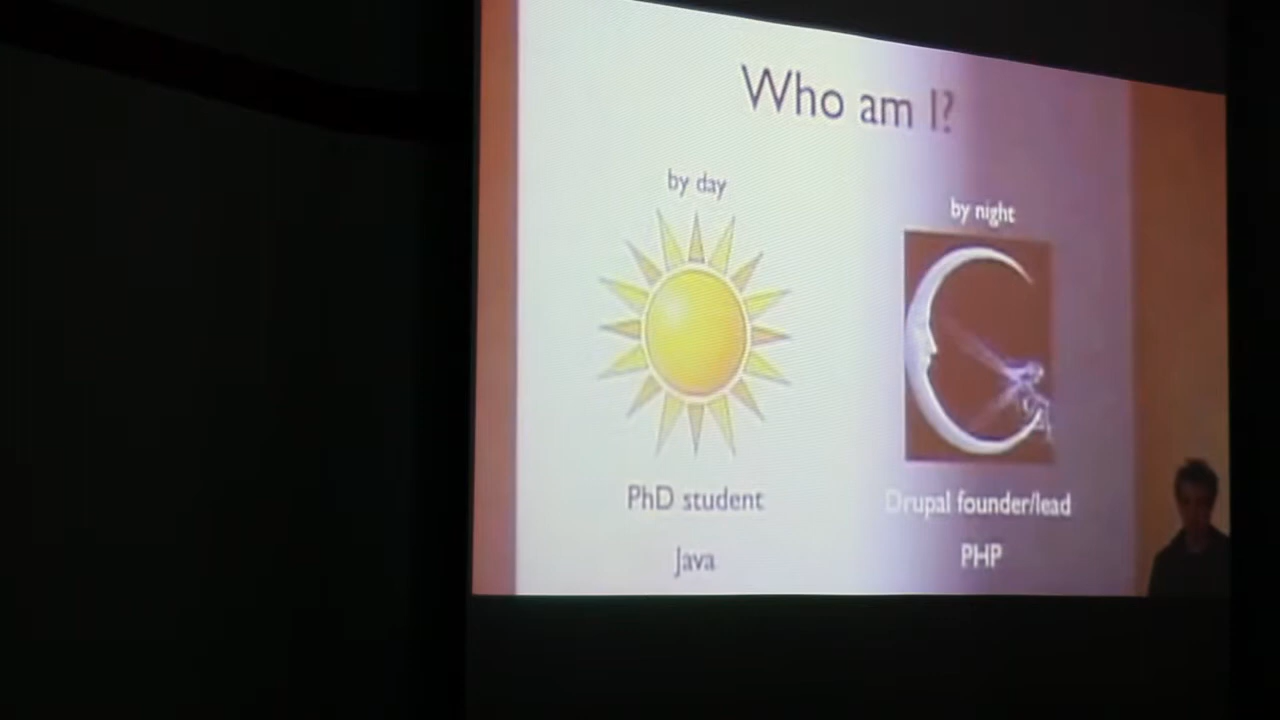 Who am I?
by day
by night
PhD student
Drupal founder/lead
Java
PHP